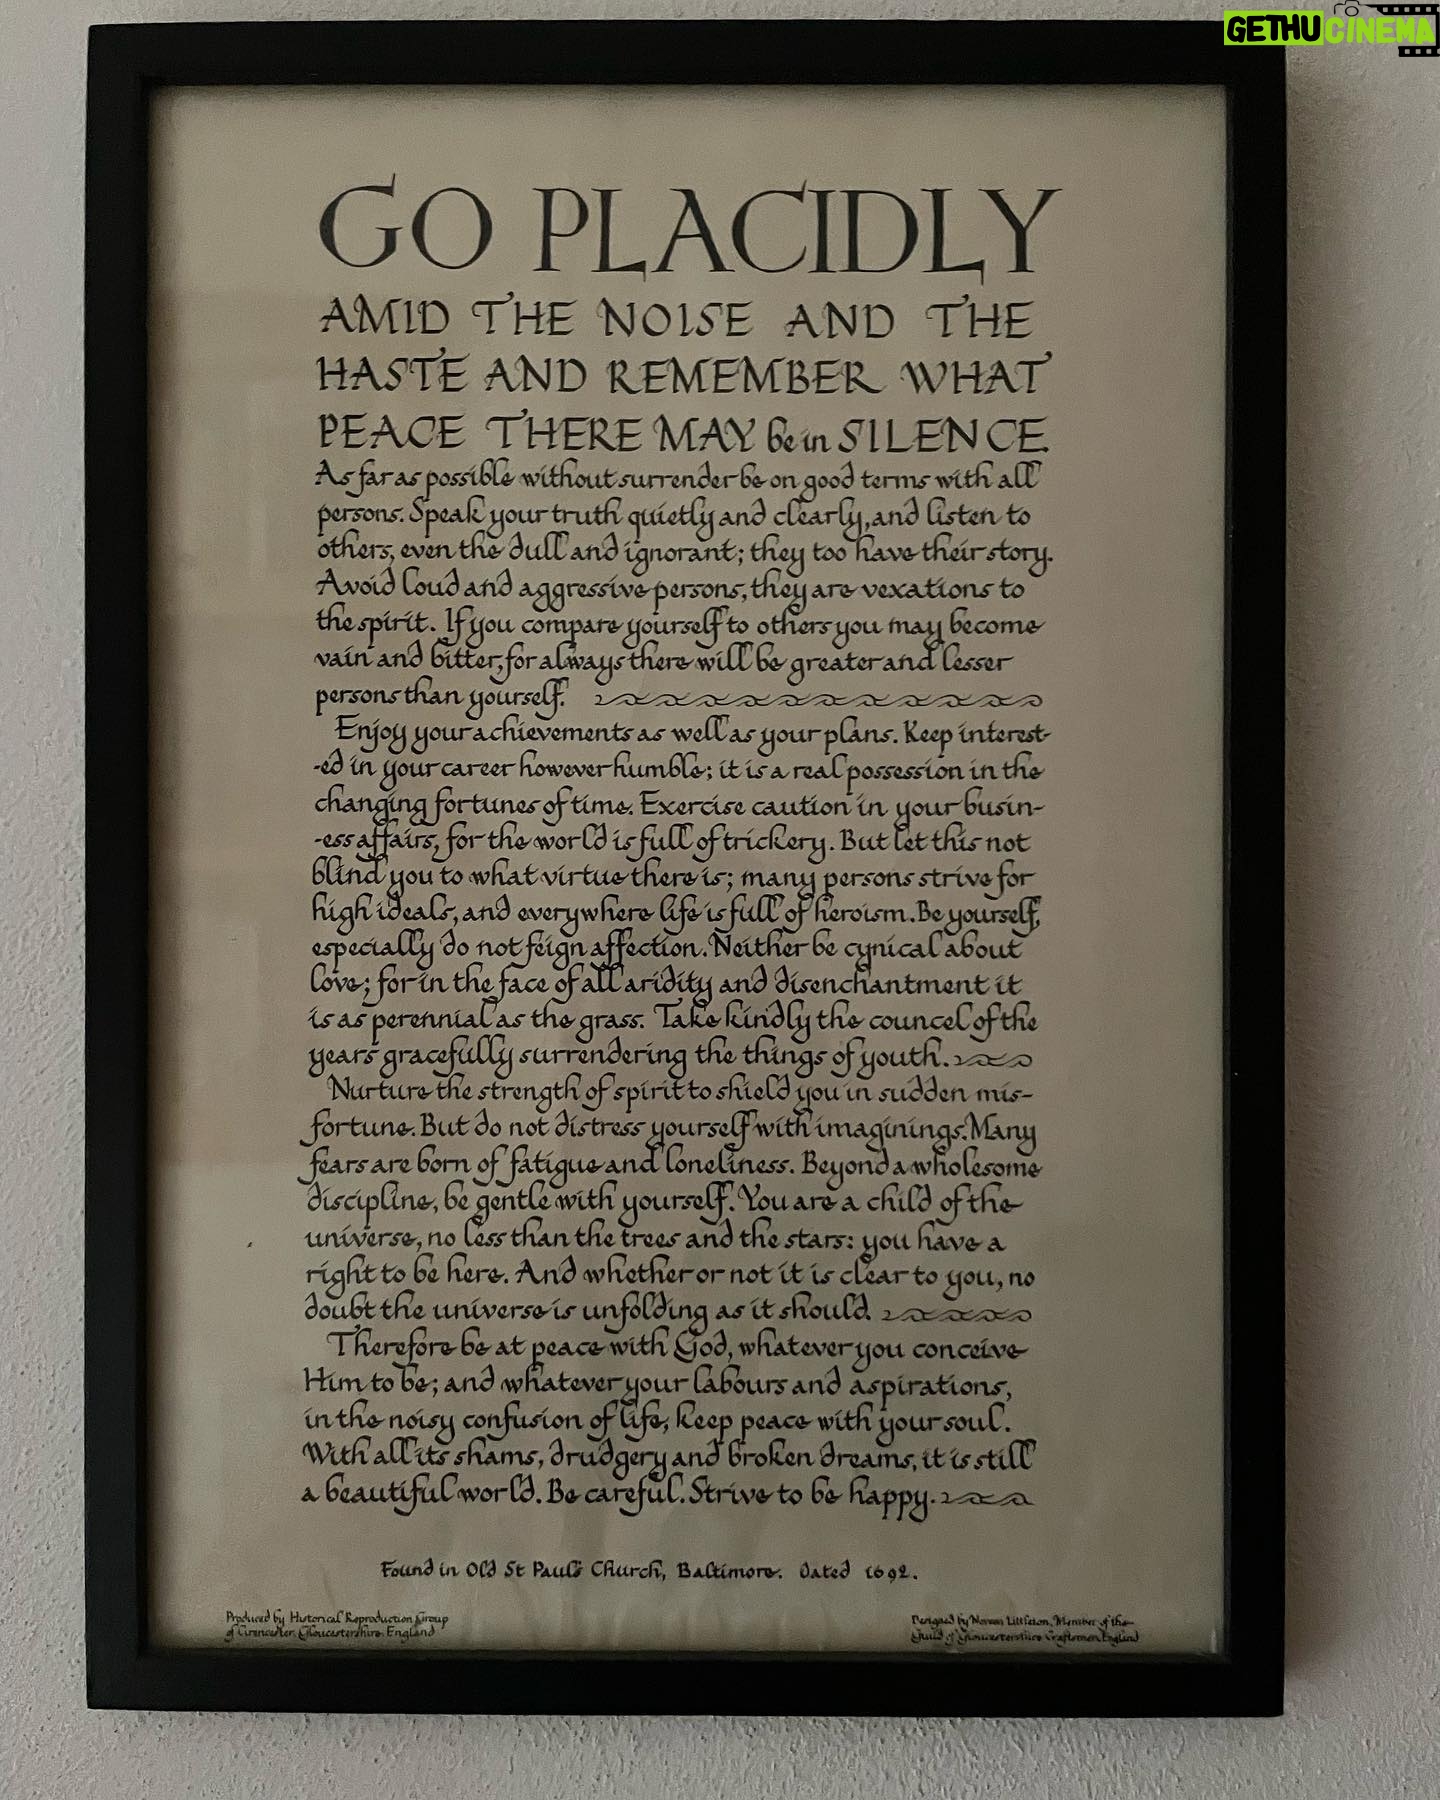 GETHUCINEMA
GO PLACIDLY
AMID THE NOISE AND THE
HASTE AND REMEMBER WHAT
PEACE THERE MAY be in SILENCE.
As far as possible without surrender be on good terms with all
persons. Speak your truth quietly and clearly, and listen to
others, even the dull and ignorant; they too have their story.
Avoid loud and aggressive persons, they are vexations to
the spirit. If you compare yourself to others you may become
vain and bitter, for always there will be greater and lesser
persons than yourself.
Enjoy your achievements as well as your plans. Keep interest-
-ed in your career however humble; it is a real possession in the
changing fortunes of time. Exercise caution in your busin-
-ess affairs, for the world is full of trickery. But let this not
blind you to what virtue there is; many persons strive for
high ideals, and everywhere life is full of heroism. Be yourself,
especially do not feign affection. Neither be cynical about
love; for in the face of all aridity and disenchantment it
is as perennial as the grass. Take kindly the councel of the
years gracefully surrendering the things of youth.
Nurture the strength of spirit to shield you in sudden mis-
fortune. But do not distress yourself with imaginings. Many
fears are born of fatigue and loneliness. Beyond a wholesome
discipline, be gentle with yourself. You are a child of the
universe, no less than the trees and the stars: you have a
right to be here. And whether or not it is clear to you, no
doubt the universe is unfolding as it should.
Therefore be at peace with God, whatever you conceive
Him to be; and whatever your labours and aspirations,
in the noisy confusion of life, keep peace with your soul.
With all its shams, drudgery and broken dreams, it is still
a beautiful world. Be careful. Strive to be happy.
Found in Old St Paul's Church, Baltimore. Dated 1692.
Produced by Historical Reproduction Group
of Cirencester, Gloucestershire, England
Designed by Norman Littleton, Member of the
Guild of Gloucestershire Craftsmen, England